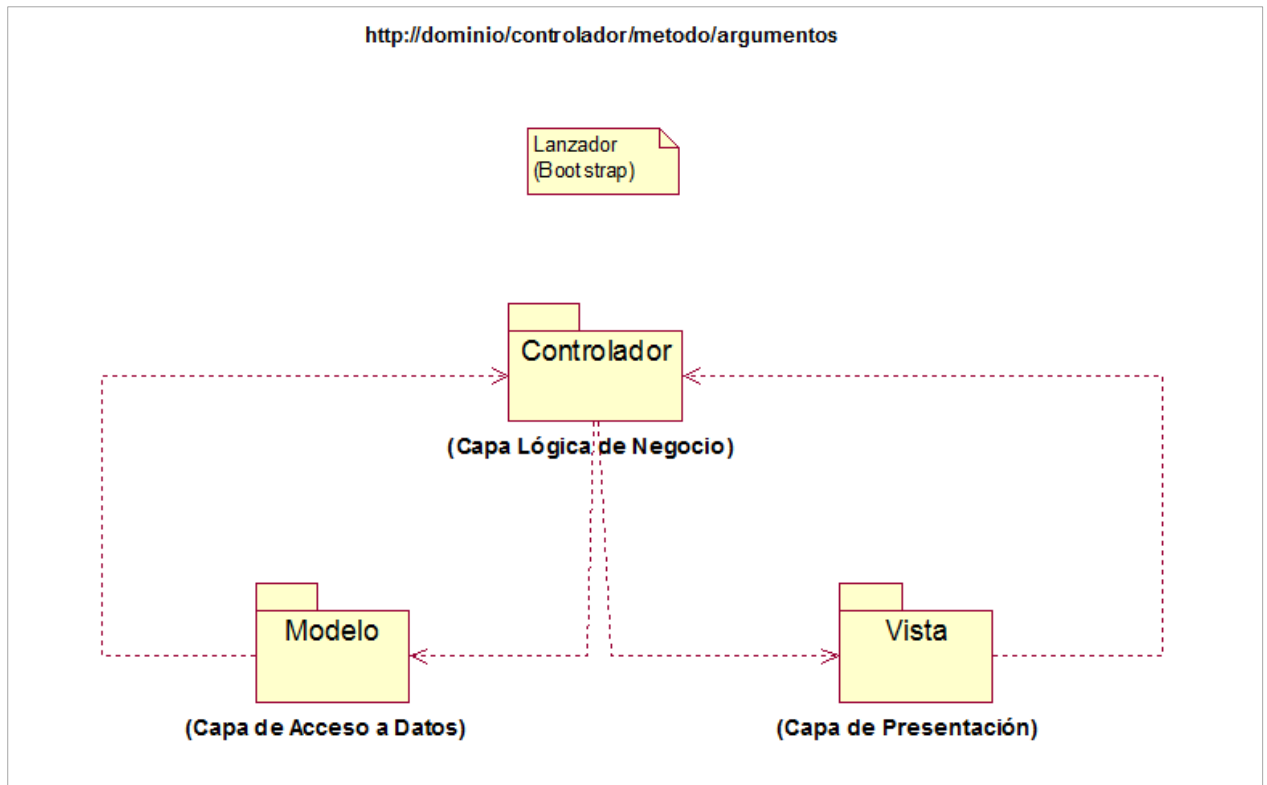 http://dominio/controlador/metodo/argumentos
Lanzador
(Bootstrap)
Controlador
(Capa Lógica de Negocio)
Modelo
(Capa de Acceso a Datos)
Vista
(Capa de Presentación)